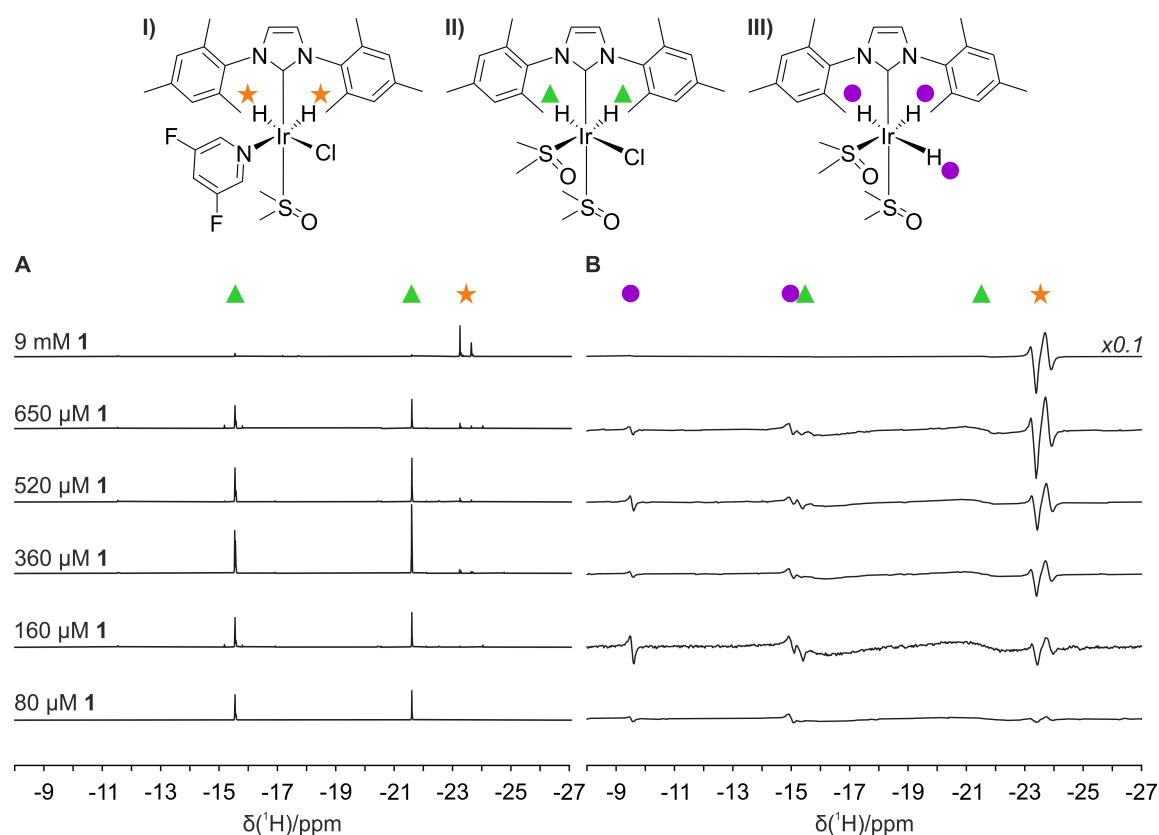 I)
II)
III)
N
N
N
N
N
N
H
H
H
H
H
H
F
N
Ir
Cl
Ir
Cl
Ir
H
S
O
S
O
F
S
O
S
O
S
O
A
B
9 mM 1
x0.1
650 µM 1
520 µM 1
360 µM 1
160 µM 1
80 µM 1
-9 -11 -13 -15 -17 -19 -21 -23 -25 -27
-9 -11 -13 -15 -17 -19 -21 -23 -25 -27
δ(¹H)/ppm
δ(¹H)/ppm